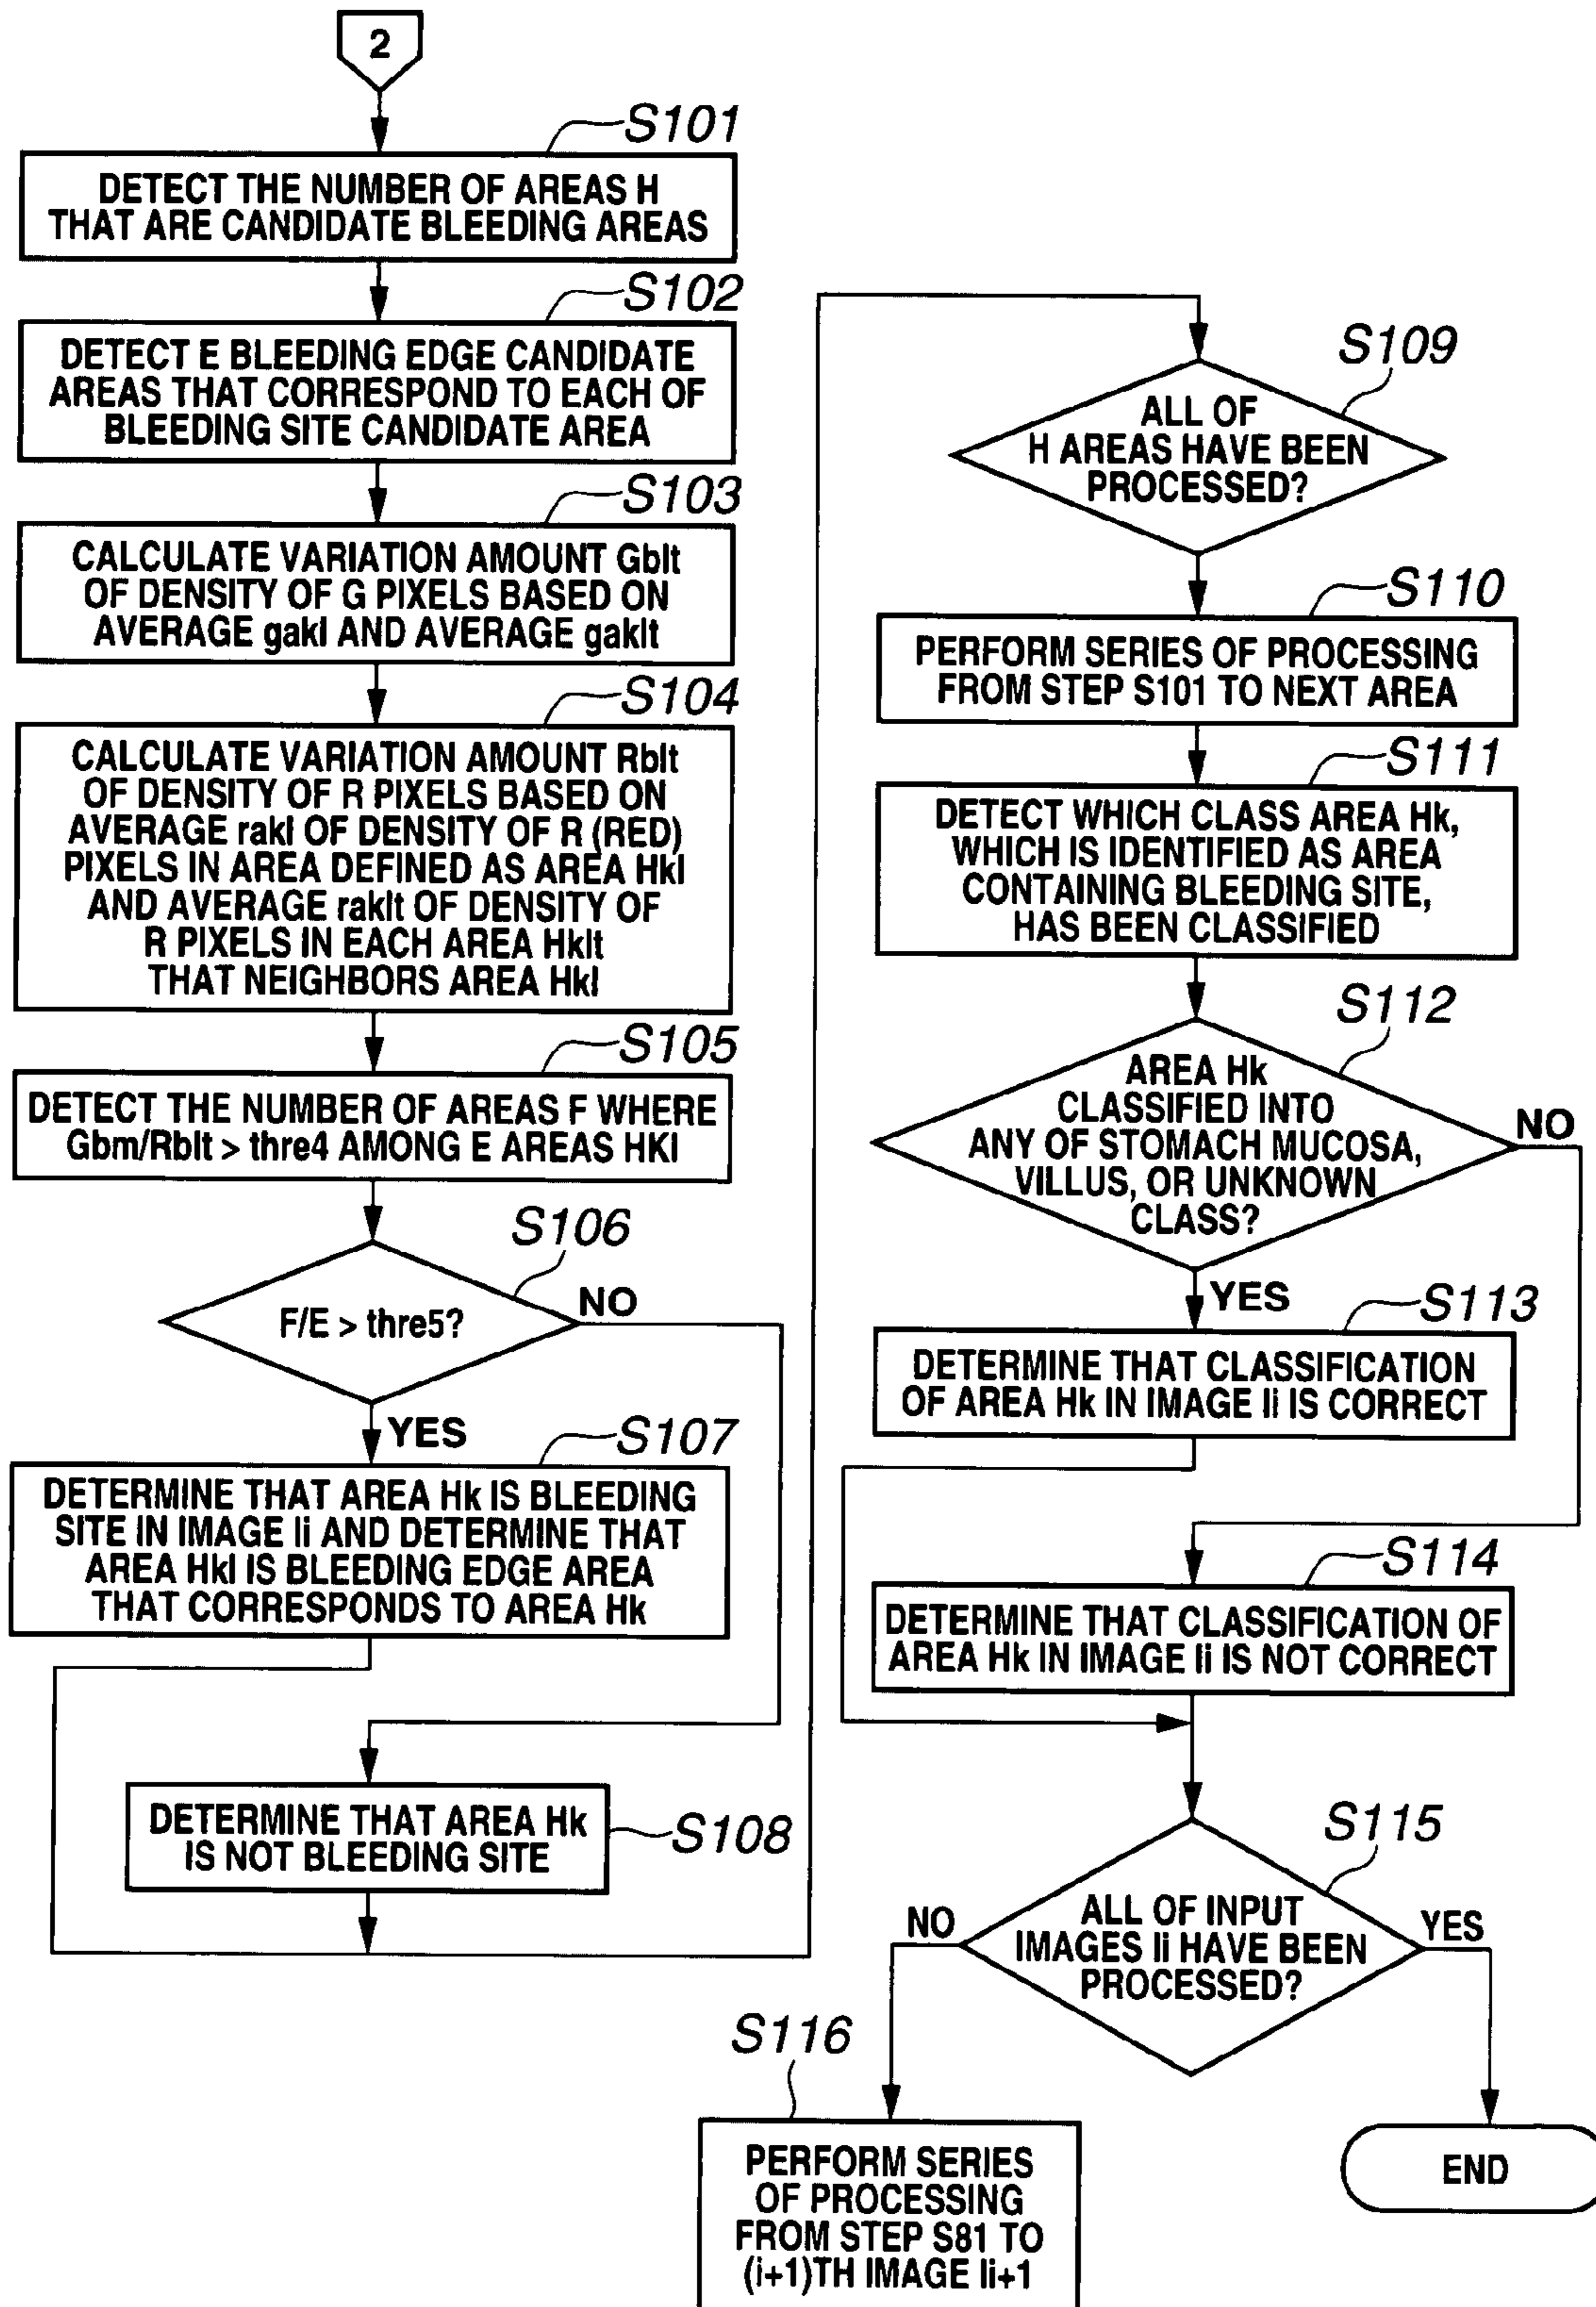 2
S101
DETECT THE NUMBER OF AREAS H
THAT ARE CANDIDATE BLEEDING AREAS
S102
DETECT E BLEEDING EDGE CANDIDATE
AREAS THAT CORRESPOND TO EACH OF
BLEEDING SITE CANDIDATE AREA
S103
CALCULATE VARIATION AMOUNT Gblt
OF DENSITY OF G PIXELS BASED ON
AVERAGE gakl AND AVERAGE gaklt
S104
CALCULATE VARIATION AMOUNT Rblt
OF DENSITY OF R PIXELS BASED ON
AVERAGE rakl OF DENSITY OF R (RED)
PIXELS IN AREA DEFINED AS AREA Hkl
AND AVERAGE raklt OF DENSITY OF
R PIXELS IN EACH AREA Hklt
THAT NEIGHBORS AREA Hkl
S105
DETECT THE NUMBER OF AREAS F WHERE
Gbm/Rblt > thre4 AMONG E AREAS HKl
S106
F/E > thre5?
NO
YES
S107
DETERMINE THAT AREA Hk IS BLEEDING
SITE IN IMAGE Ii AND DETERMINE THAT
AREA Hkl IS BLEEDING EDGE AREA
THAT CORRESPONDS TO AREA Hk
DETERMINE THAT AREA Hk
IS NOT BLEEDING SITE
S108
S109
ALL OF
H AREAS HAVE BEEN
PROCESSED?
S110
PERFORM SERIES OF PROCESSING
FROM STEP S101 TO NEXT AREA
S111
DETECT WHICH CLASS AREA Hk,
WHICH IS IDENTIFIED AS AREA
CONTAINING BLEEDING SITE,
HAS BEEN CLASSIFIED
S112
AREA Hk
CLASSIFIED INTO
ANY OF STOMACH MUCOSA,
VILLUS, OR UNKNOWN
CLASS?
NO
YES
S113
DETERMINE THAT CLASSIFICATION
OF AREA Hk IN IMAGE Ii IS CORRECT
S114
DETERMINE THAT CLASSIFICATION OF
AREA Hk IN IMAGE Ii IS NOT CORRECT
S115
ALL OF INPUT
IMAGES Ii HAVE BEEN
PROCESSED?
NO
YES
S116
PERFORM SERIES
OF PROCESSING
FROM STEP S81 TO
(i+1)TH IMAGE Ii+1
END